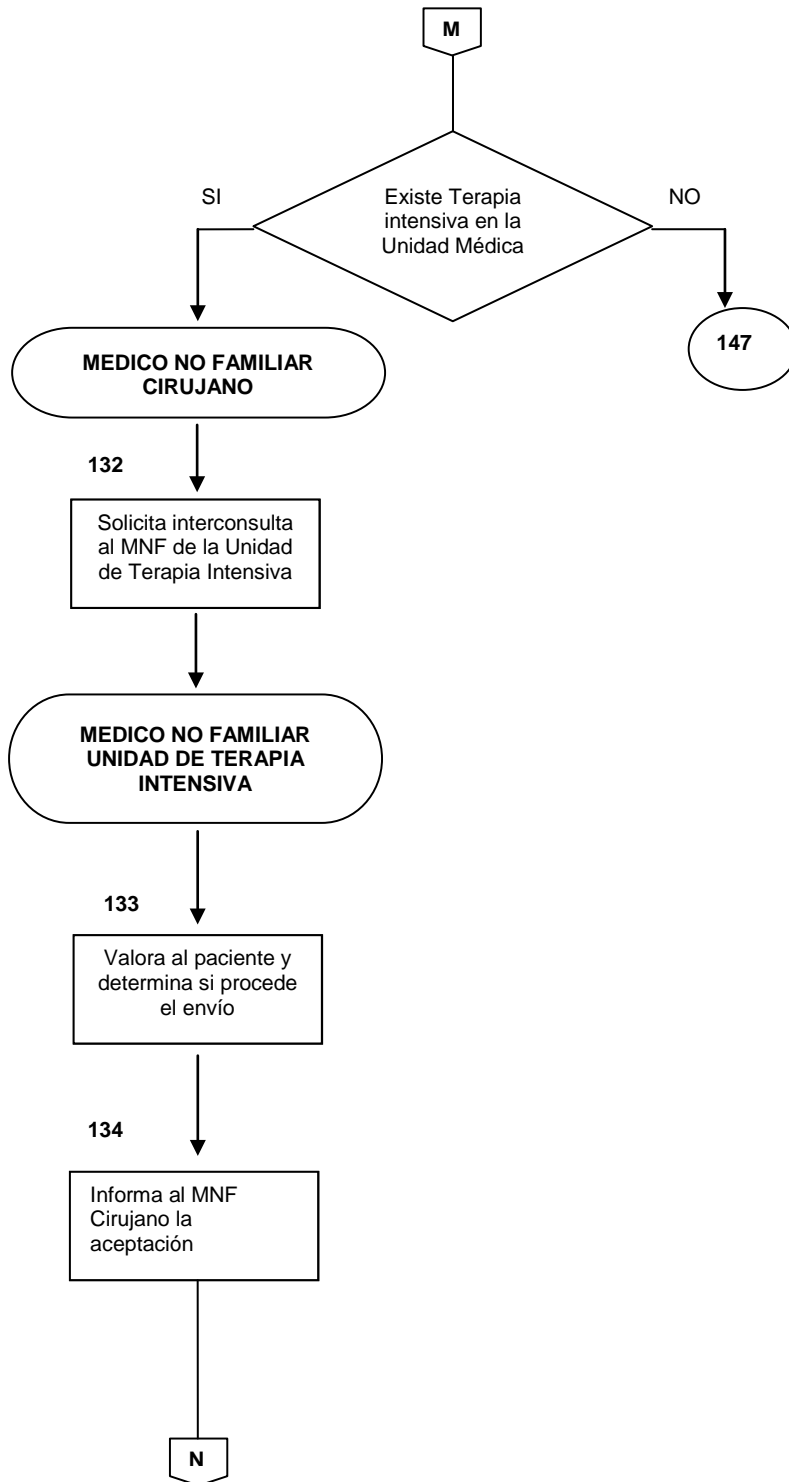 M
Existe Terapia
intensiva en la
Unidad Médica
SI
NO
147
MEDICO NO FAMILIAR
CIRUJANO
132
Solicita interconsulta
al MNF de la Unidad
de Terapia Intensiva
MEDICO NO FAMILIAR
UNIDAD DE TERAPIA
INTENSIVA
133
Valora al paciente y
determina si procede
el envío
134
Informa al MNF
Cirujano la
aceptación
N